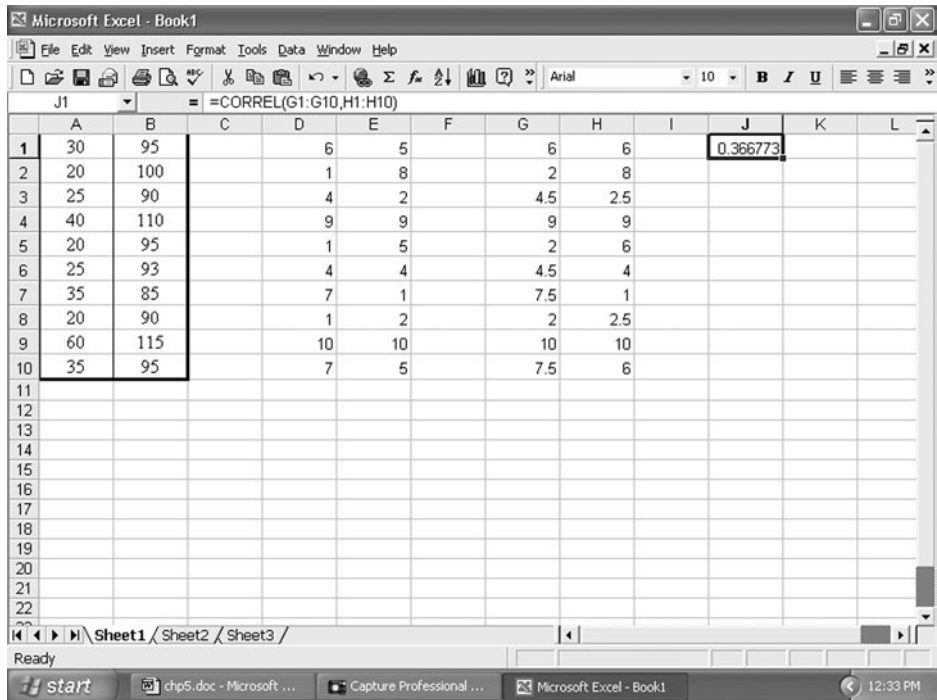 Microsoft Excel - Book1
File Edit View Insert Format Tools Data Window Help
Arial 10 B I U
J1 = =CORREL(G1:G10,H1:H10)
A B C D E F G H I J K L
1 30 95 6 5 6 6 0.366773
2 20 100 1 8 2 8
3 25 90 4 2 4.5 2.5
4 40 110 9 9 9 9
5 20 95 1 5 2 6
6 25 93 4 4 4.5 4
7 35 85 7 1 7.5 1
8 20 90 1 2 2 2.5
9 60 115 10 10 10 10
10 35 95 7 5 7.5 6
11
12
13
14
15
16
17
18
19
20
21
22
Sheet1 Sheet2 Sheet3
Ready
start chp5.doc - Microsoft ... Capture Professional ... Microsoft Excel - Book1 12:33 PM